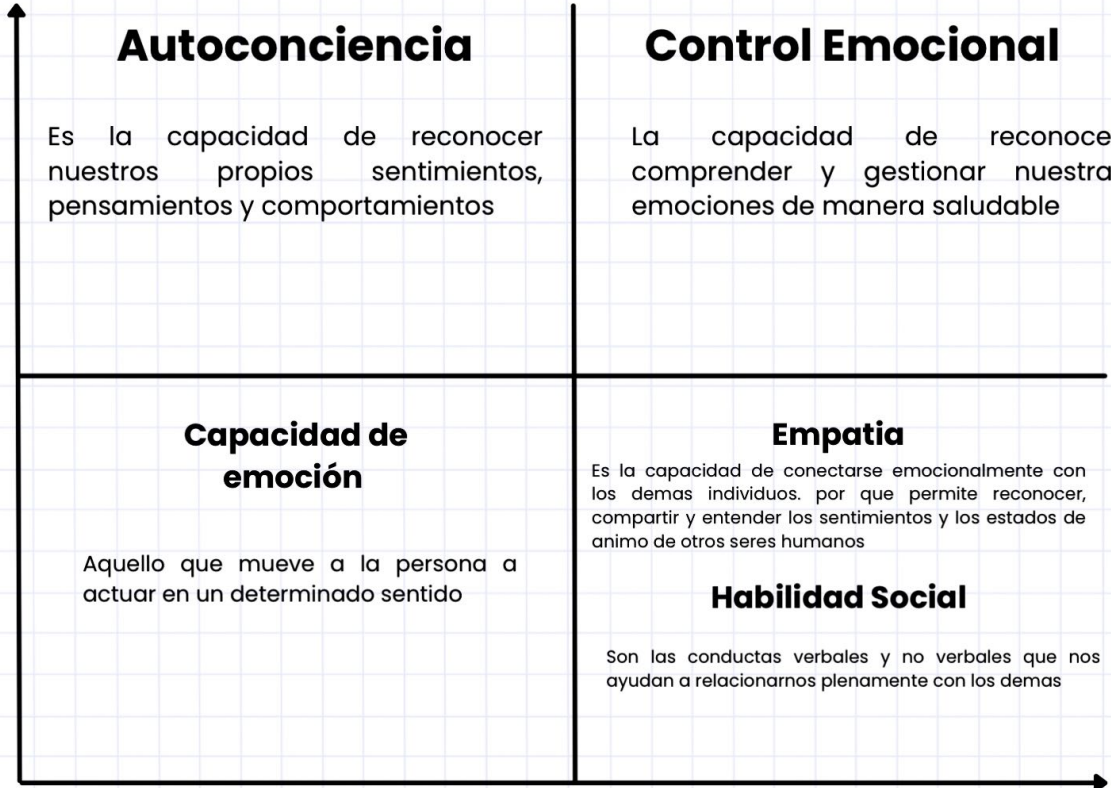 Autoconciencia
Es la capacidad de reconocer
nuestros propios sentimientos,
pensamientos y comportamientos
Control Emocional
La capacidad de reconoce
comprender y gestionar nuestra
emociones de manera saludable
Capacidad de
emoción
Aquello que mueve a la persona a
actuar en un determinado sentido
Empatia
Es la capacidad de conectarse emocionalmente con
los demas individuos. por que permite reconocer,
compartir y entender los sentimientos y los estados de
animo de otros seres humanos
Habilidad Social
Son las conductas verbales y no verbales que nos
ayudan a relacionarnos plenamente con los demas